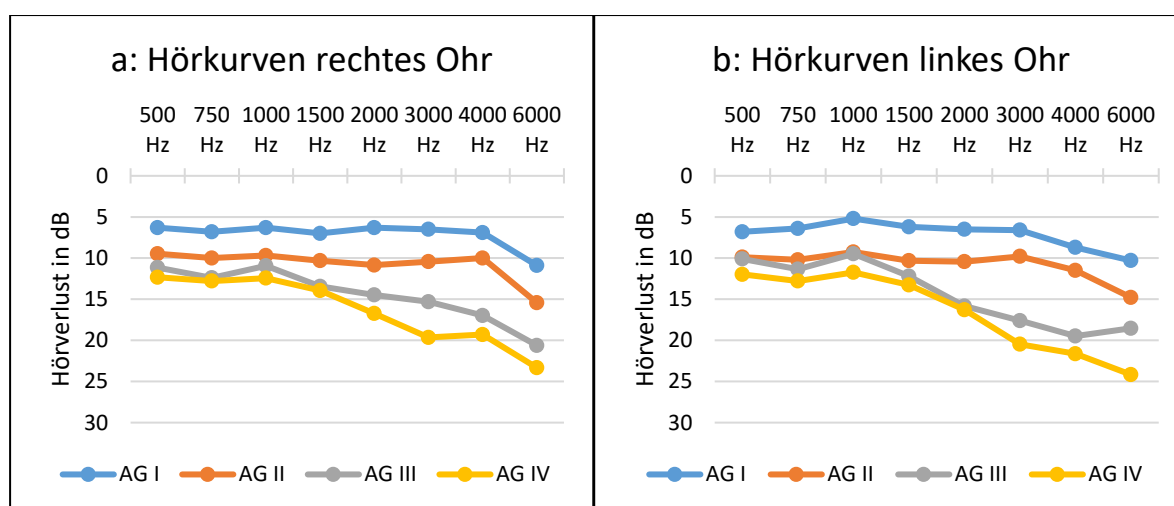 a: Hörkurven rechtes Ohr
500 750 1000 1500 2000 3000 4000 6000
Hz Hz Hz Hz Hz Hz Hz Hz
0
5
10
15
20
25
30
Hörverlust in dB
AG I AG II AG III AG IV
b: Hörkurven linkes Ohr
500 750 1000 1500 2000 3000 4000 6000
Hz Hz Hz Hz Hz Hz Hz Hz
0
5
10
15
20
25
30
Hörverlust in dB
AG I AG II AG III AG IV